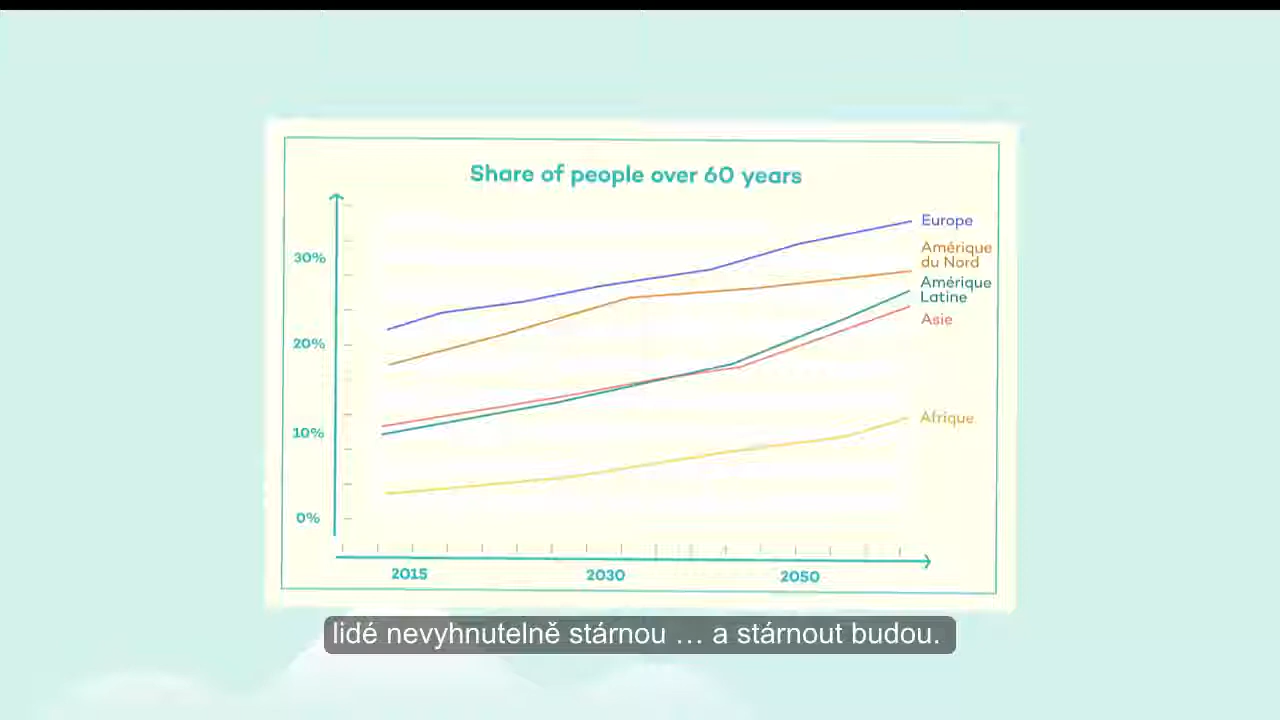 Share of people over 60 years
30%
20%
10%
0%
Europe
Amérique
du Nord
Amérique
Latine
Asie
Afrique
2015
2030
2050
lidé nevyhnutelně stárnou … a stárnout budou.